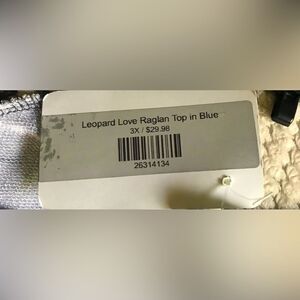 Leopard Love Raglan Top in Blue
3X / $29.98
26314134